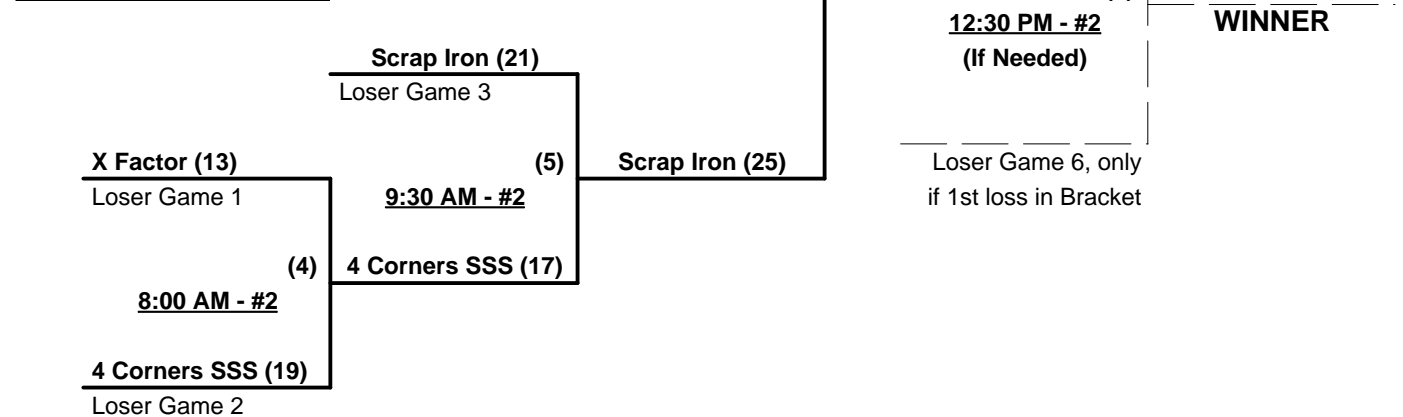 12:30 PM - #2
WINNER
Scrap Iron (21)
(If Needed)
Loser Game 3
X Factor (13)
(5)
Scrap Iron (25)
Loser Game 6, only
Loser Game 1
9:30 AM - #2
if 1st loss in Bracket
(4)
4 Corners SSS (17)
8:00 AM - #2
4 Corners SSS (19)
Loser Game 2